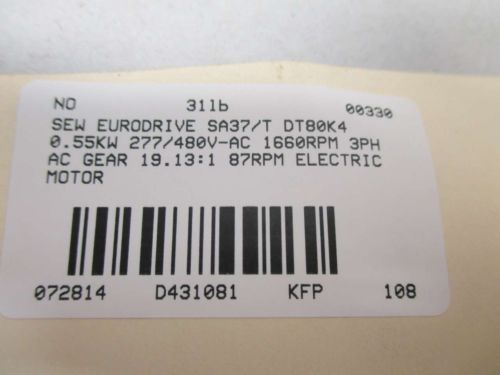 NO 31lb 00330
SEW EURODRIVE SA37/T DT80K4
0.55KW 277/480V-AC 1660RPM 3PH
AC GEAR 19.13:1 87RPM ELECTRIC
MOTOR
072814 D431081 KFP 108